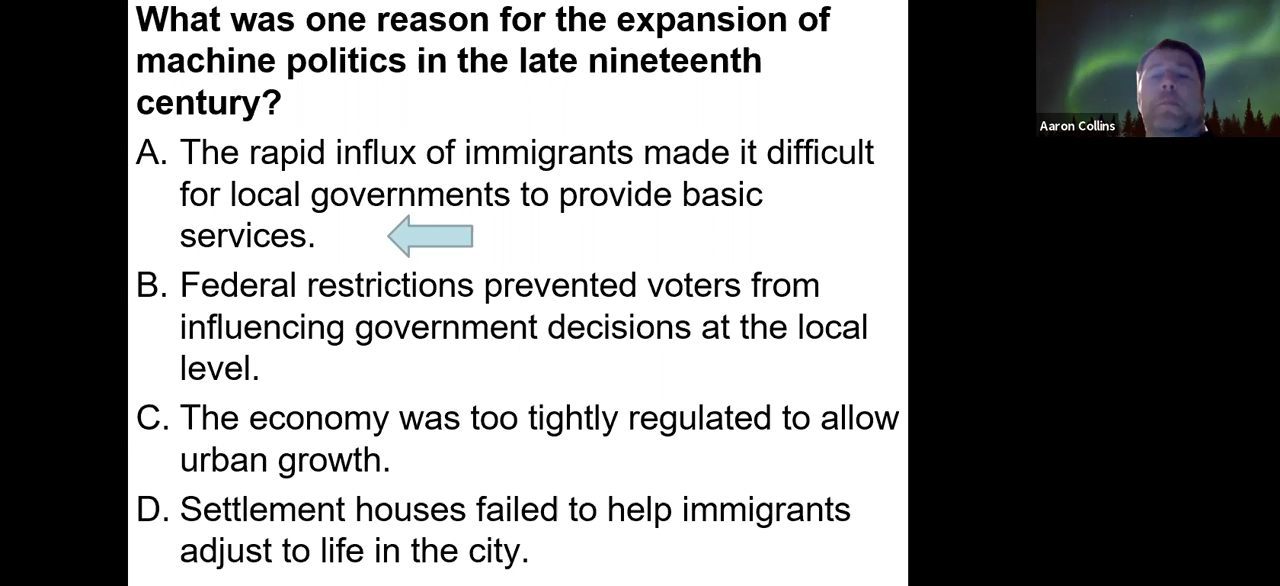 What was one reason for the expansion of
machine politics in the late nineteenth
century?
A. The rapid influx of immigrants made it difficult
for local governments to provide basic
services.
B. Federal restrictions prevented voters from
influencing government decisions at the local
level.
C. The economy was too tightly regulated to allow
urban growth.
D. Settlement houses failed to help immigrants
adjust to life in the city.
Aaron Collins